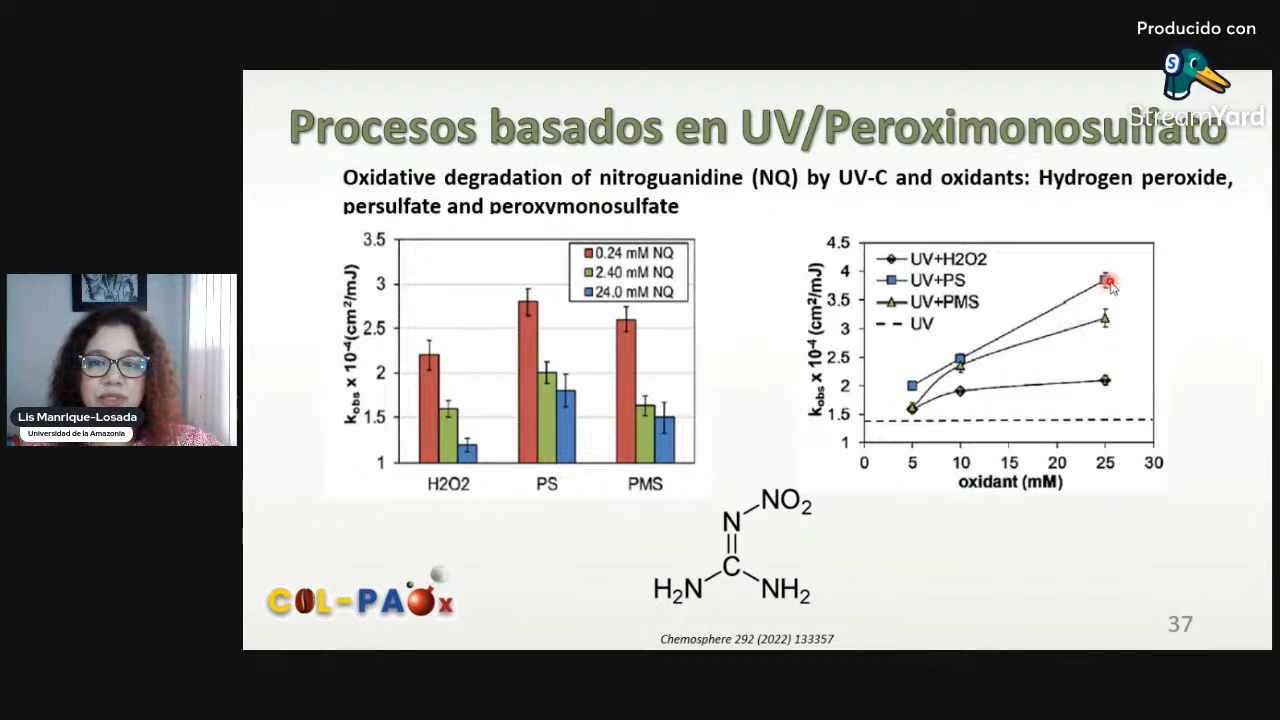 Producido con
StreamYard
Procesos basados en UV/Peroximonosulfato
Oxidative degradation of nitroguanidine (NQ) by UV-C and oxidants: Hydrogen peroxide,
persulfate and peroxymonosulfate
3.5
3
2.5
2
1.5
1
kobs x 10⁻⁴ (cm²/mJ)
0.24 mM NQ
2.40 mM NQ
24.0 mM NQ
H2O2 PS PMS
4.5
4
3.5
3
2.5
2
1.5
1
kobs x 10⁻⁴ (cm²/mJ)
UV+H2O2
UV+PS
UV+PMS
UV
0 5 10 15 20 25 30
oxidant (mM)
Lis Manrique-Losada
Universidad de la Amazonia
NO₂
N
C
H₂N NH₂
COL-PAOx
37
Chemosphere 292 (2022) 133357